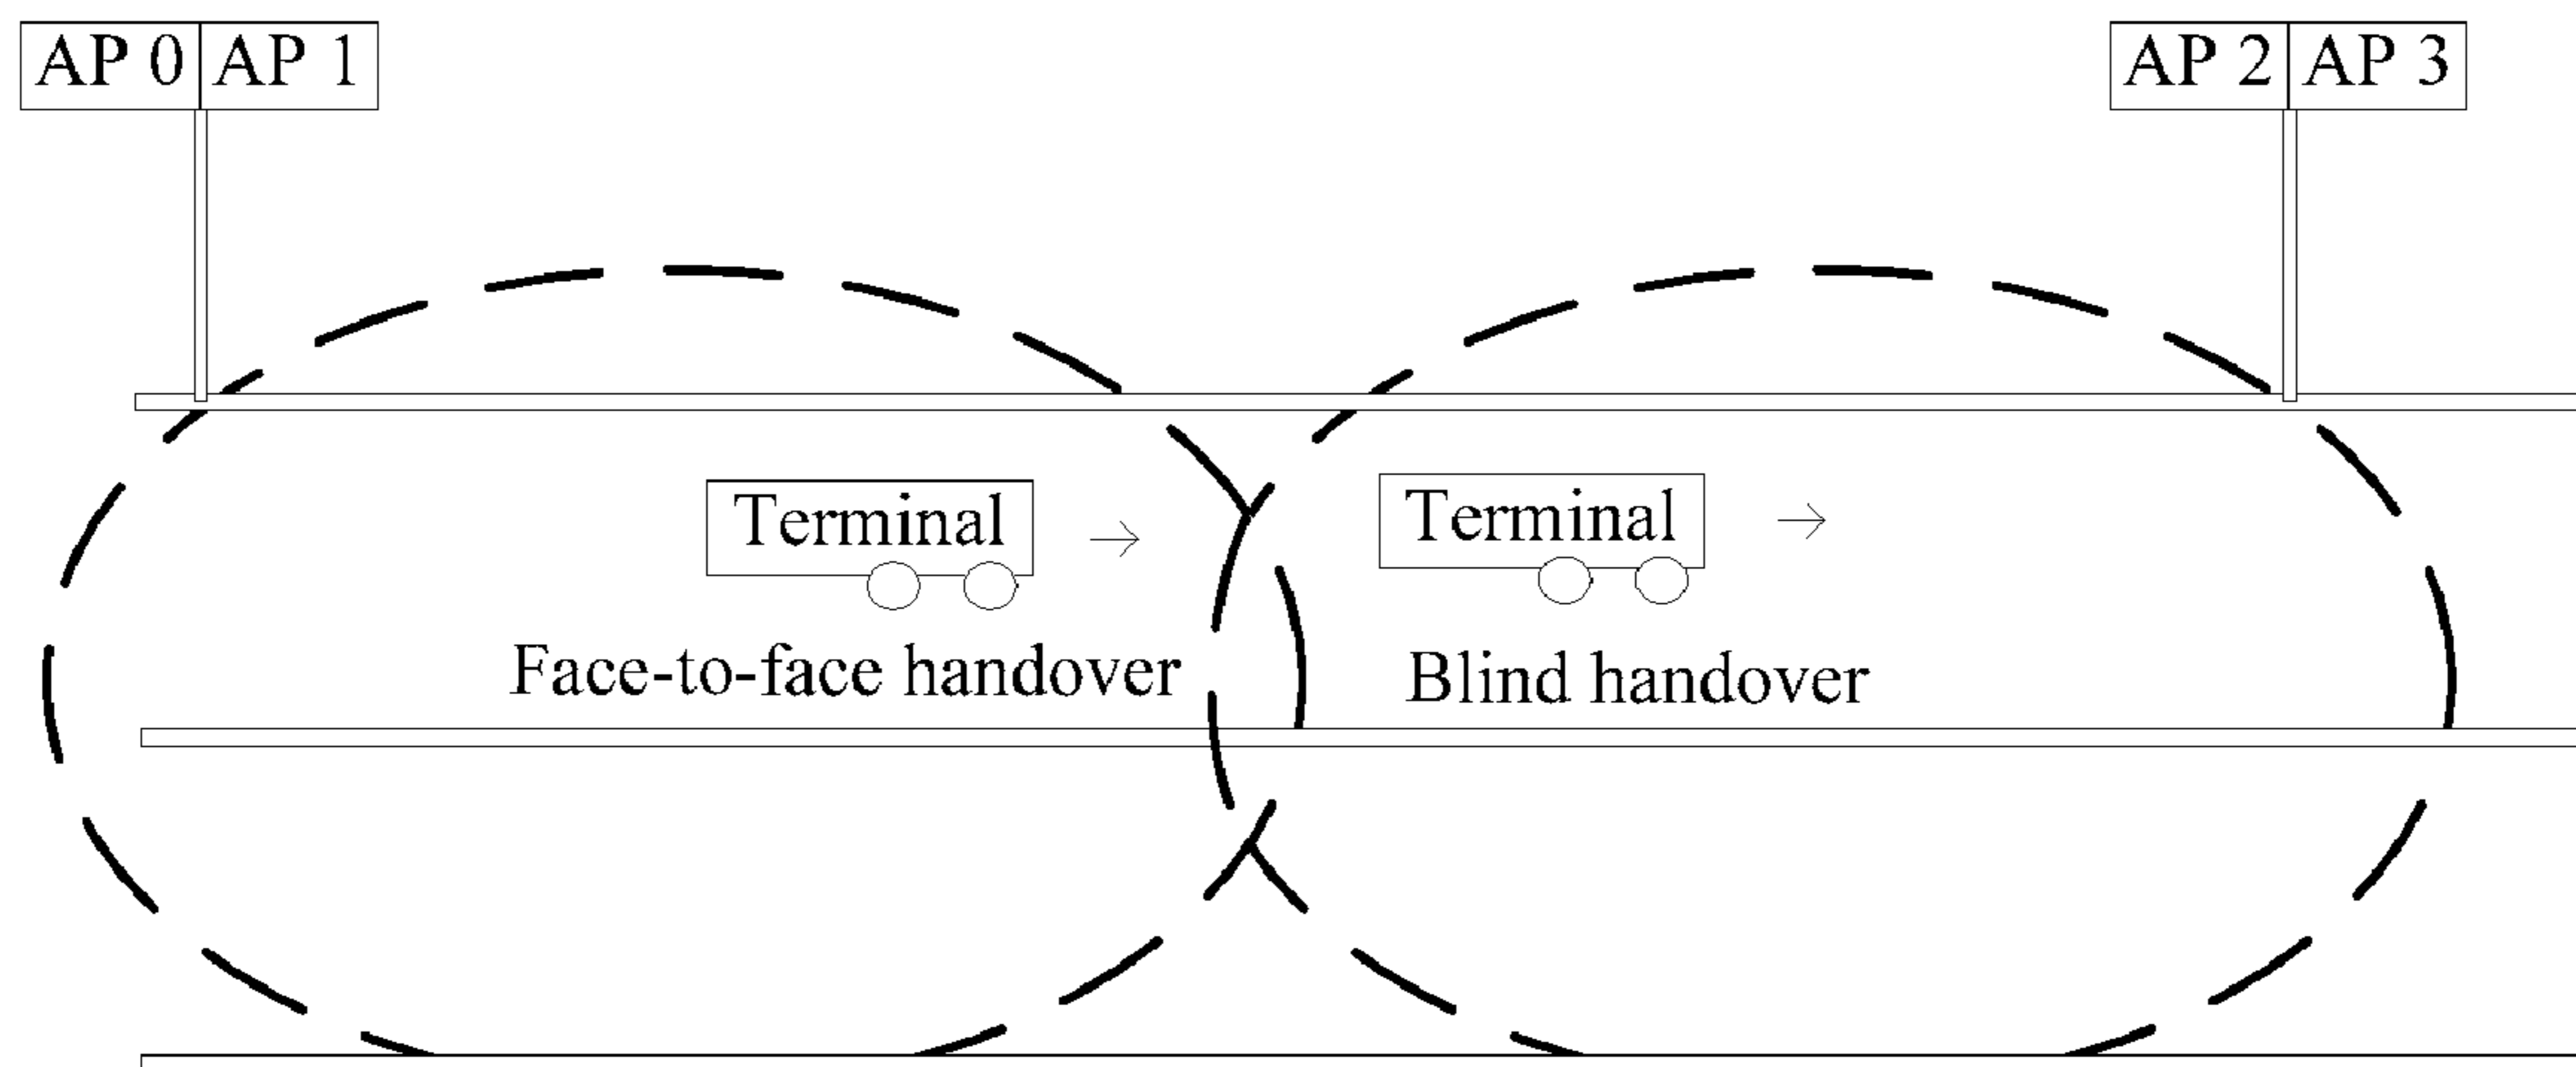 AP 0 AP 1 AP 2 AP 3
Terminal Terminal
Face-to-face handover Blind handover